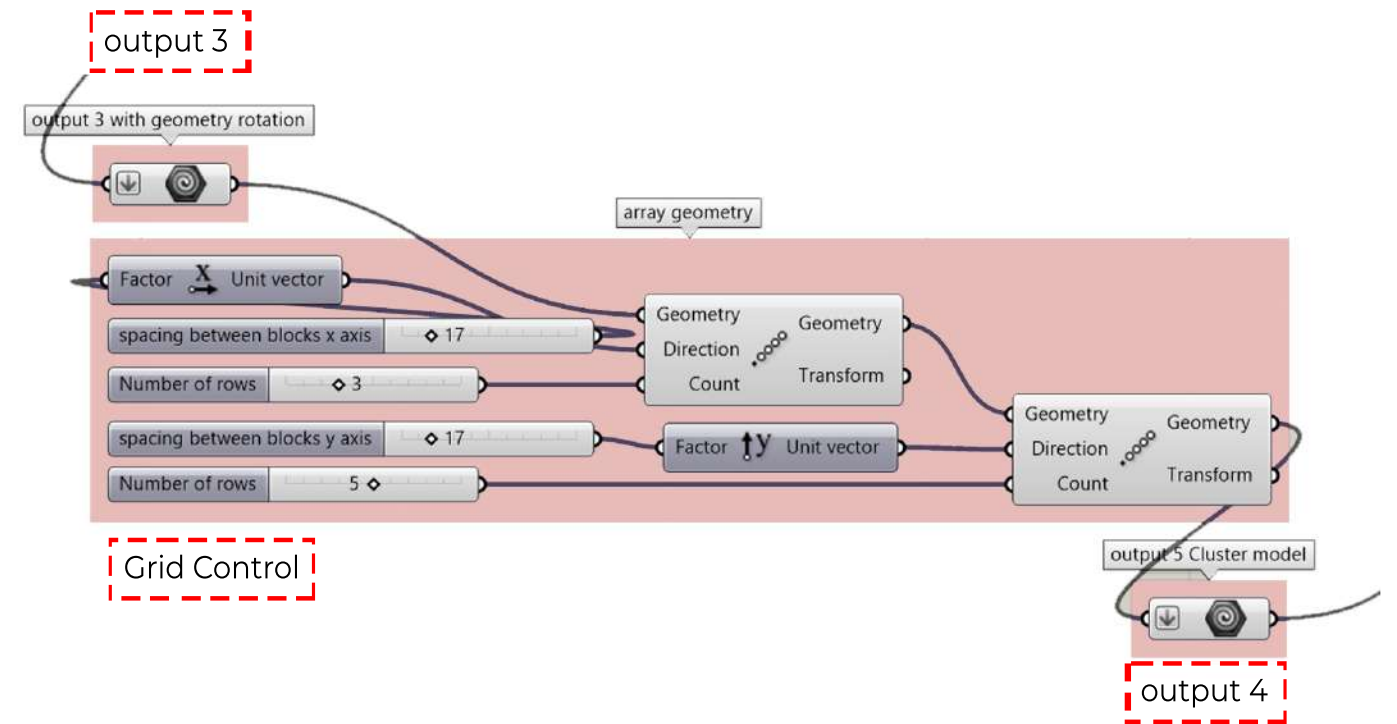 output 3
output 3 with geometry rotation
array geometry
Factor X Unit vector
spacing between blocks x axis 17
Number of rows 3
Geometry
Direction
Count
Geometry
Transform
spacing between blocks y axis 17
Factor y Unit vector
Number of rows 5
Geometry
Direction
Count
Geometry
Transform
Grid Control
output 5 Cluster model
output 4